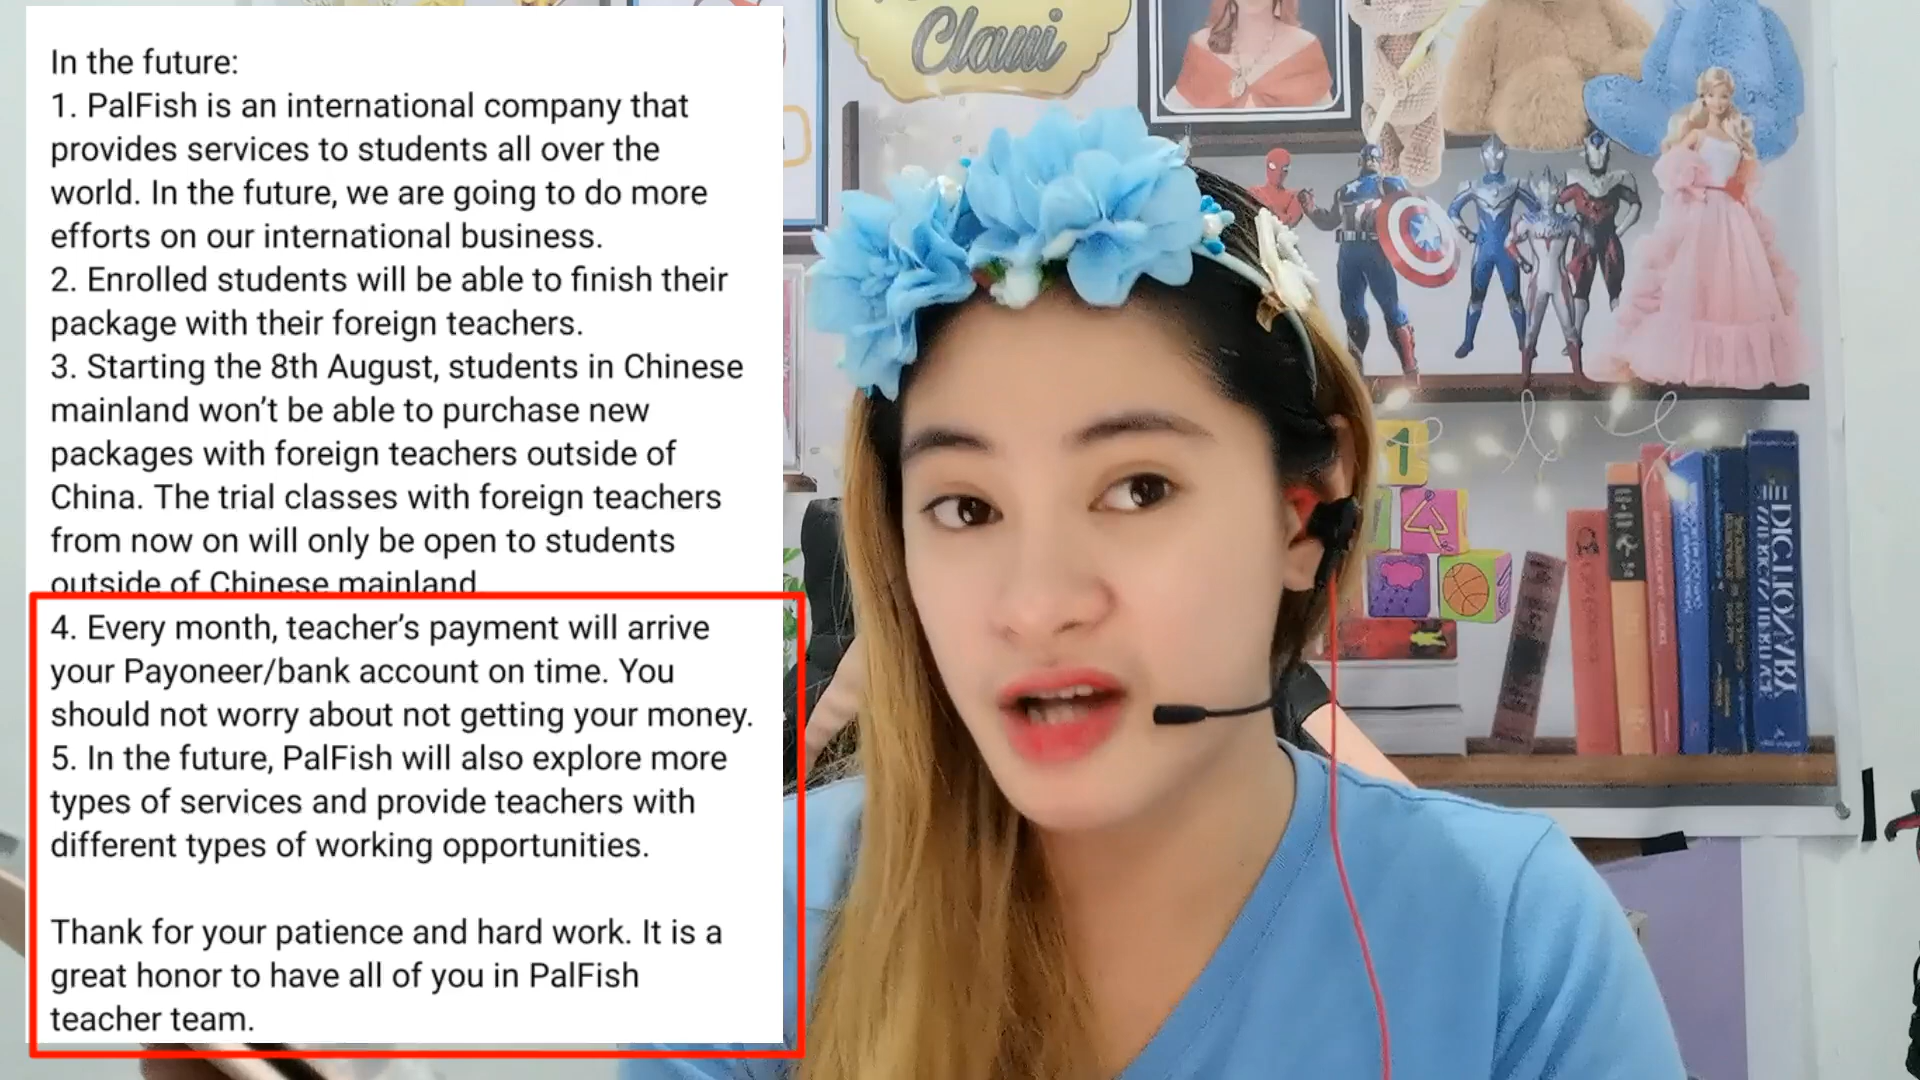 In the future:
1. PalFish is an international company that
provides services to students all over the
world. In the future, we are going to do more
efforts on our international business.
2. Enrolled students will be able to finish their
package with their foreign teachers.
3. Starting the 8th August, students in Chinese
mainland won’t be able to purchase new
packages with foreign teachers outside of
China. The trial classes with foreign teachers
from now on will only be open to students
outside of Chinese mainland
4. Every month, teacher’s payment will arrive
your Payoneer/bank account on time. You
should not worry about not getting your money.
5. In the future, PalFish will also explore more
types of services and provide teachers with
different types of working opportunities.
Thank for your patience and hard work. It is a
great honor to have all of you in PalFish
teacher team.
Claui
1
DICTIONARY